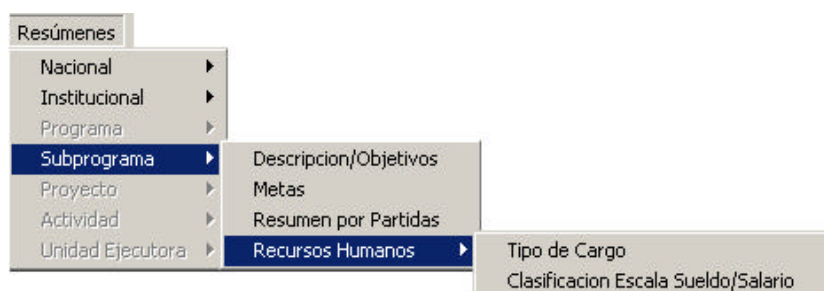 Resúmenes
Nacional
Institucional
Programa
Subprograma
Proyecto
Actividad
Unidad Ejecutora
Descripcion/Objetivos
Metas
Resumen por Partidas
Recursos Humanos
Tipo de Cargo
Clasificacion Escala Sueldo/Salario